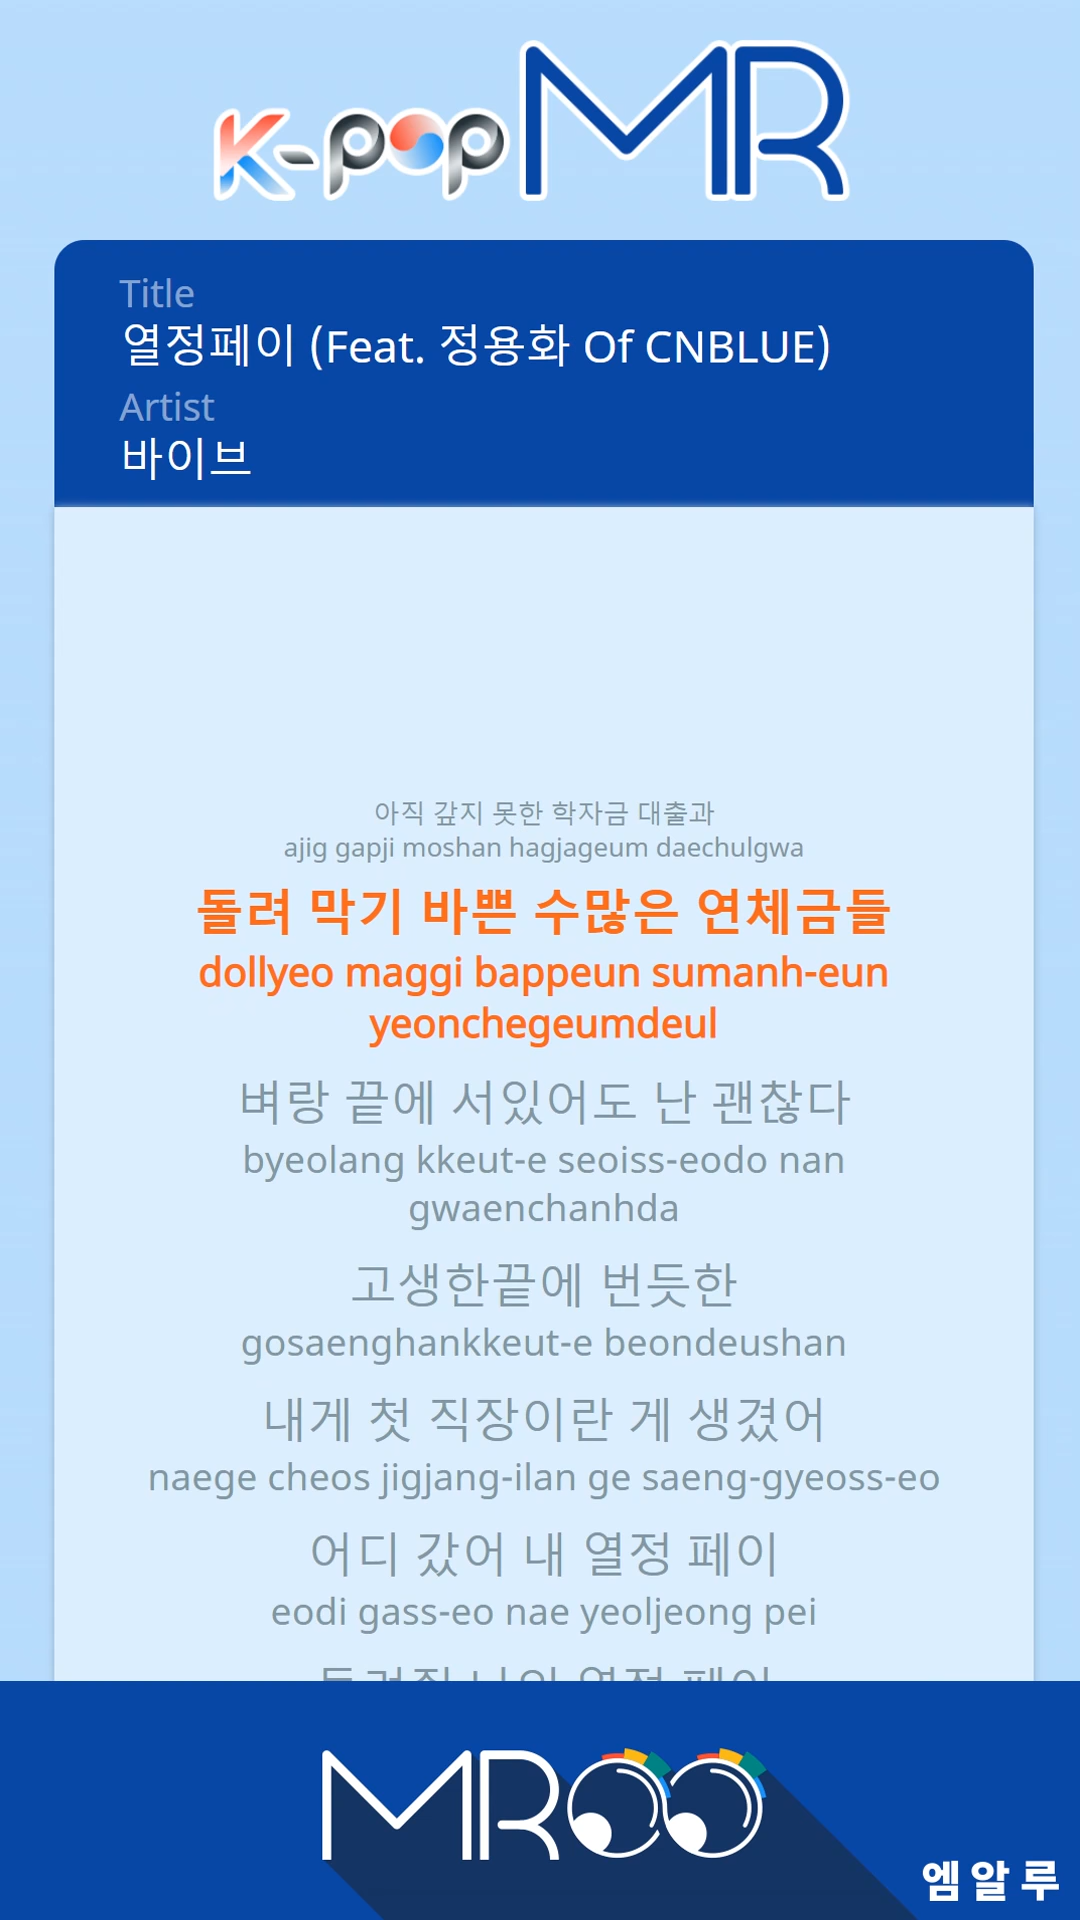 K-pop MR
Title
열정페이 (Feat. 정용화 Of CNBLUE)
Artist
바이브
아직 갚지 못한 학자금 대출과
ajig gapji moshan hagjageum daechulgwa
돌려 막기 바쁜 수많은 연체금들
dollyeo maggi bappeun sumanh-eun
yeonchegeumdeul
벼랑 끝에 서있어도 난 괜찮다
byeolang kkeut-e seoiss-eodo nan
gwaenchanhda
고생한끝에 번듯한
gosaenghankkeut-e beondeushan
내게 첫 직장이란 게 생겼어
naege cheos jigjang-ilan ge saeng-gyeoss-eo
어디 갔어 내 열정 페이
eodi gass-eo nae yeoljeong pei
MROO
엠알루